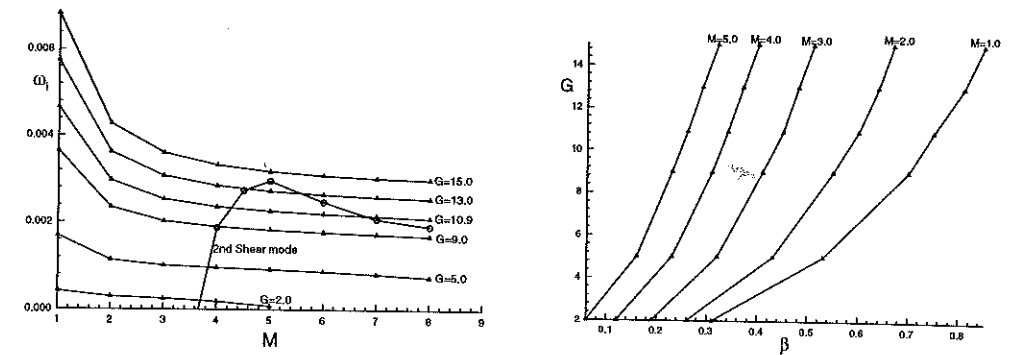 0.008
ω_i
0.004
0.002
0.000
G=15.0
G=13.0
G=10.9
G=9.0
2nd Shear mode
G=5.0
G=2.0
1 2 3 4 5 6 7 8 9
M
M=5.0 M=4.0 M=3.0 M=2.0 M=1.0
14
G
12
10
8
6
4
2
0.1 0.2 0.3 0.4 0.5 0.6 0.7 0.8
β